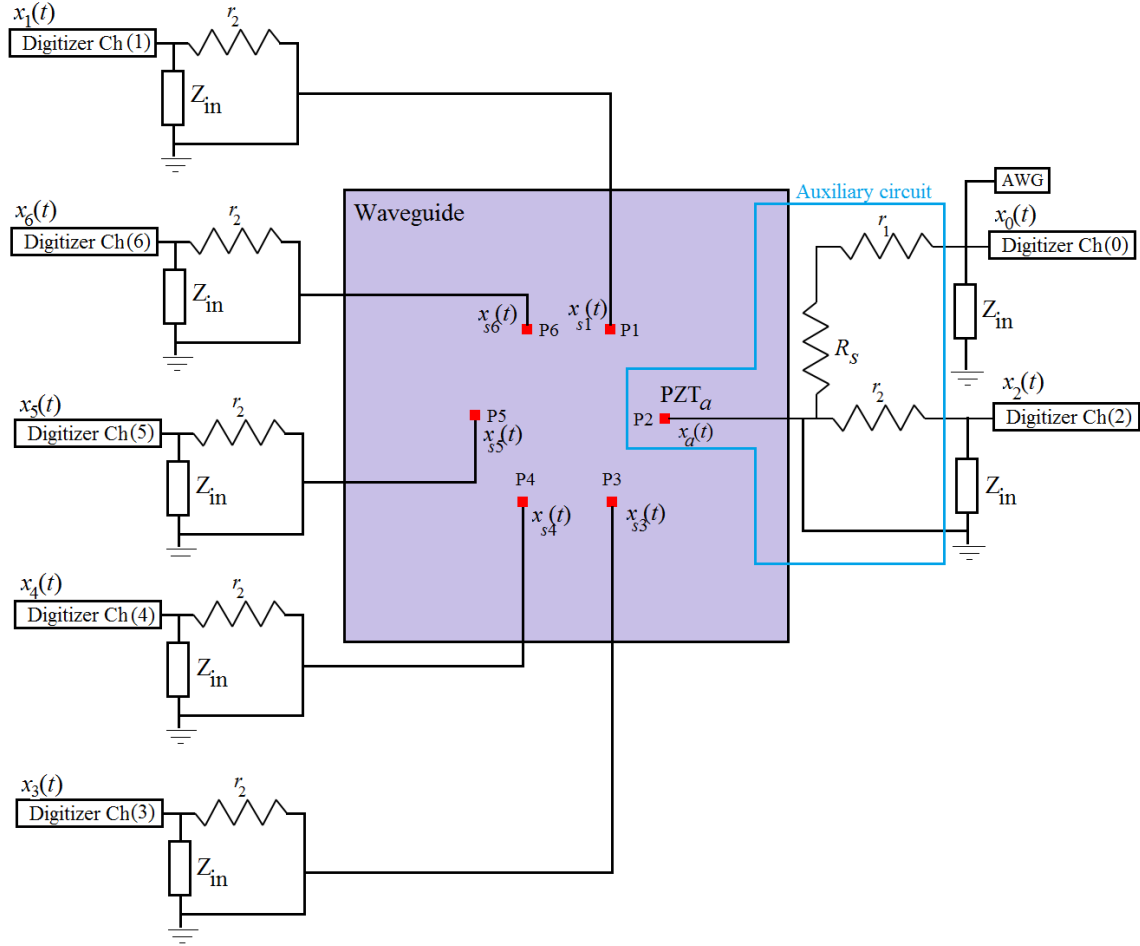 x1(t)
Digitizer Ch(1)
r2
Zin
x6(t)
Digitizer Ch(6)
r2
Zin
x5(t)
Digitizer Ch(5)
r2
Zin
x4(t)
Digitizer Ch(4)
r2
Zin
x3(t)
Digitizer Ch(3)
r2
Zin
Waveguide
xs6(t)
P6
xs1(t)
P1
P5
xs5(t)
PZTa
P2
xa(t)
P4
xs4(t)
P3
xs3(t)
Auxiliary circuit
r1
Rs
r2
AWG
x0(t)
Digitizer Ch(0)
Zin
x2(t)
Digitizer Ch(2)
Zin